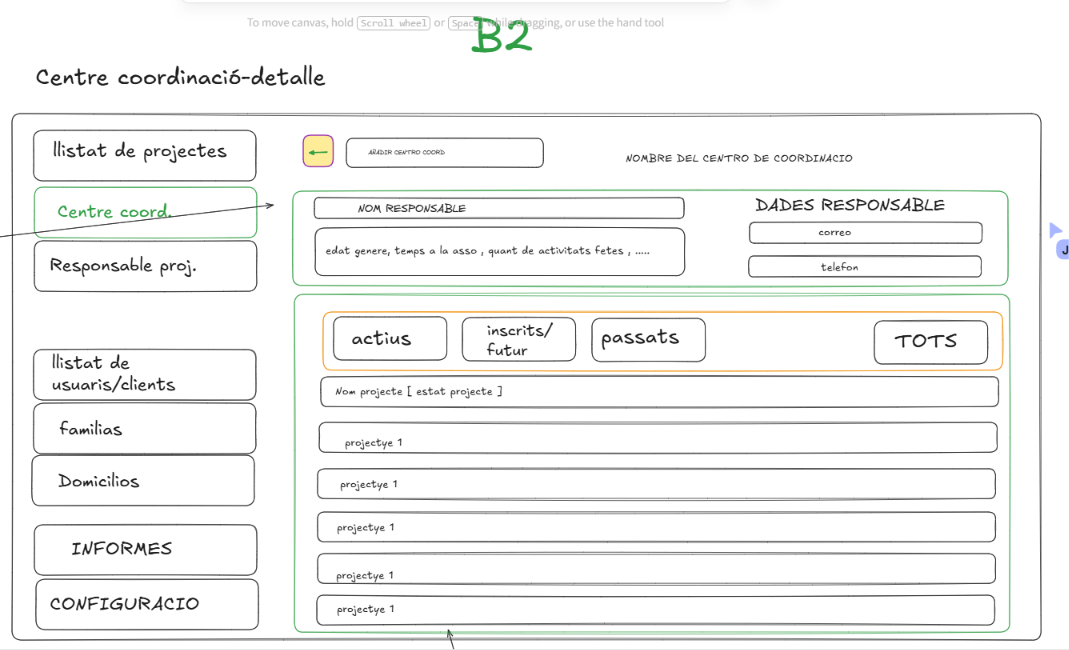 To move canvas, hold Scroll wheel or Space while dragging, or use the hand tool
B2
Centre coordinació-detalle
llistat de projectes
Centre coord.
Responsable proj.
llistat de
usuaris/clients
familias
Domicilios
INFORMES
CONFIGURACIO
AÑADIR CENTRO COORD
NOMBRE DEL CENTRO DE COORDINACIO
NOM RESPONSABLE
edat genere, temps a la asso , quant de activitats fetes , .....
DADES RESPONSABLE
correo
telefon
actius
inscrits/
futur
passats
TOTS
Nom projecte [ estat projecte ]
projectye 1
projectye 1
projectye 1
projectye 1
projectye 1
J